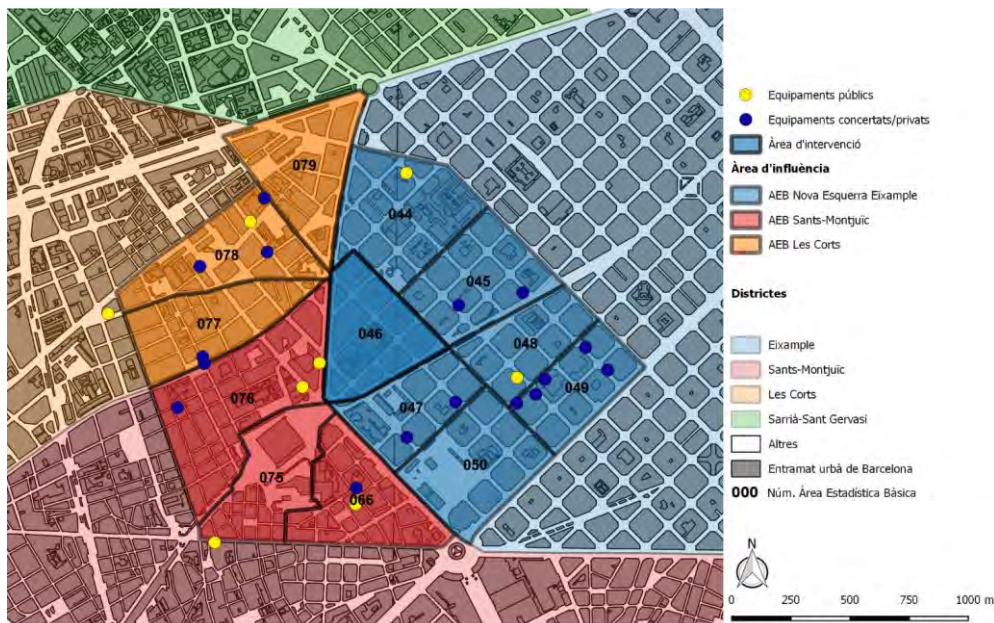 079
044
078
045
077
046
048
076
049
047
075
050
066
Equipaments públics
Equipaments concertats/privats
Àrea d'intervenció
Àrea d'influència
AEB Nova Esquerra Eixample
AEB Sants-Montjuïc
AEB Les Corts
Districtes
Eixample
Sants-Montjuïc
Les Corts
Sarrià-Sant Gervasi
Altres
Entramat urbà de Barcelona
000 Núm. Àrea Estadística Bàsica
N
0 250 500 750 1000 m